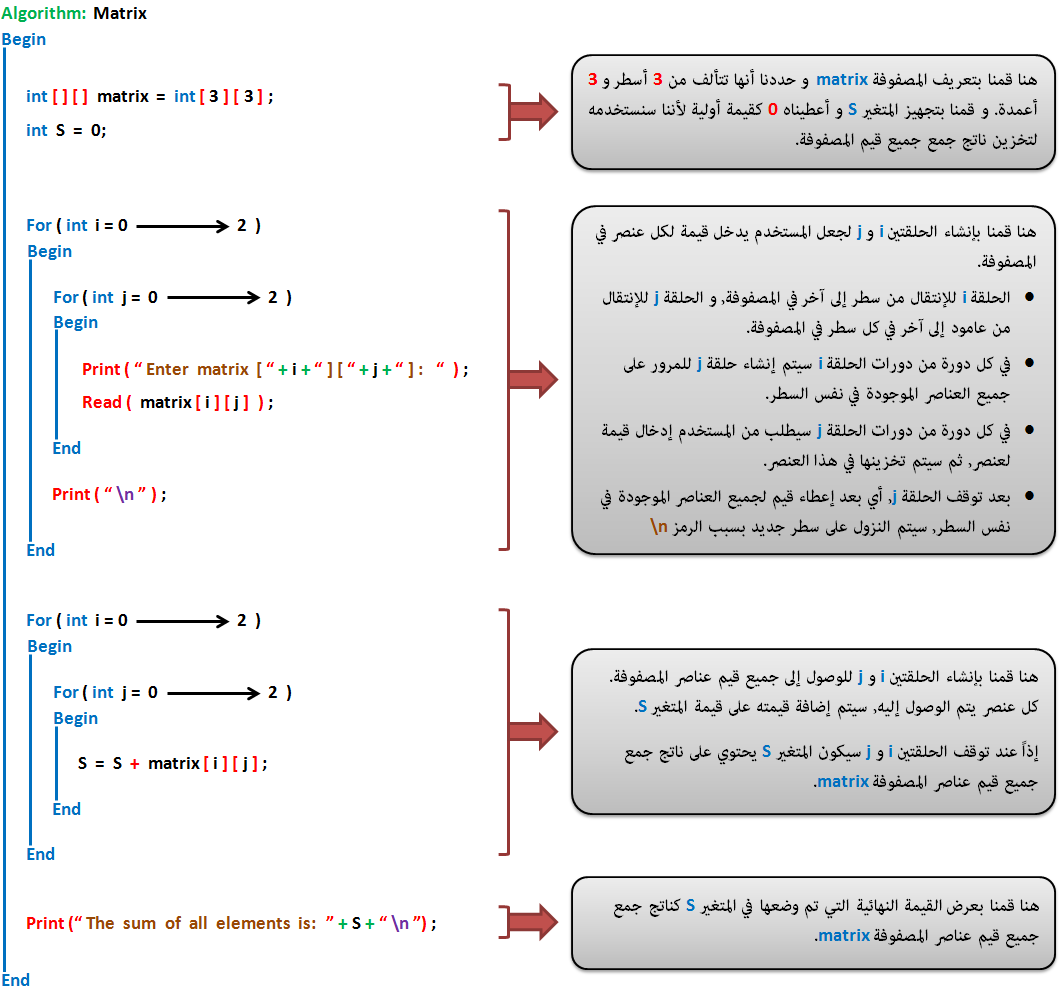 Algorithm: Matrix
Begin
int [ ] [ ] matrix = int [ 3 ] [ 3 ] ;
int S = 0;
هنا قمنا بتعريف المصفوفة matrix و حددنا أنها تتألف من 3 أسطر و 3
أعمدة. و قمنا بتجهيز المتغير S و أعطيناه 0 كقيمة أولية لأننا سنستخدمه
لتخزين ناتج جمع جميع قيم المصفوفة.
For ( int i = 0 ⟶ 2 )
Begin
For ( int j = 0 ⟶ 2 )
Begin
Print ( “ Enter matrix [ “ + i + “ ] [ “ + j + “ ] : “ ) ;
Read ( matrix [ i ] [ j ] ) ;
End
Print ( “ \n ” ) ;
End
هنا قمنا بإنشاء الحلقتين i و j لجعل المستخدم يدخل قيمة لكل عنصر في
المصفوفة.
● الحلقة i للإنتقال من سطر إلى آخر في المصفوفة, و الحلقة j للإنتقال
من عامود إلى آخر في كل سطر في المصفوفة.
● في كل دورة من دورات الحلقة i سيتم إنشاء حلقة j للمرور على
جميع العناصر الموجودة في نفس السطر.
● في كل دورة من دورات الحلقة j سيطلب من المستخدم إدخال قيمة
لعنصر, ثم سيتم تخزينها في هذا العنصر.
● بعد توقف الحلقة j, أي بعد إعطاء قيم لجميع العناصر الموجودة في
نفس السطر, سيتم النزول على سطر جديد بسبب الرمز \n
For ( int i = 0 ⟶ 2 )
Begin
For ( int j = 0 ⟶ 2 )
Begin
S = S + matrix [ i ] [ j ] ;
End
End
هنا قمنا بإنشاء الحلقتين i و j للوصول إلى جميع قيم عناصر المصفوفة.
كل عنصر يتم الوصول إليه, سيتم إضافة قيمته على قيمة المتغير S.
إذاً عند توقف الحلقتين i و j سيكون المتغير S يحتوي على ناتج جمع
جميع قيم عناصر المصفوفة matrix.
Print (“ The sum of all elements is: ” + S + “ \n ”) ;
هنا قمنا بعرض القيمة النهائية التي تم وضعها في المتغير S كناتج جمع
جميع قيم عناصر المصفوفة matrix.
End